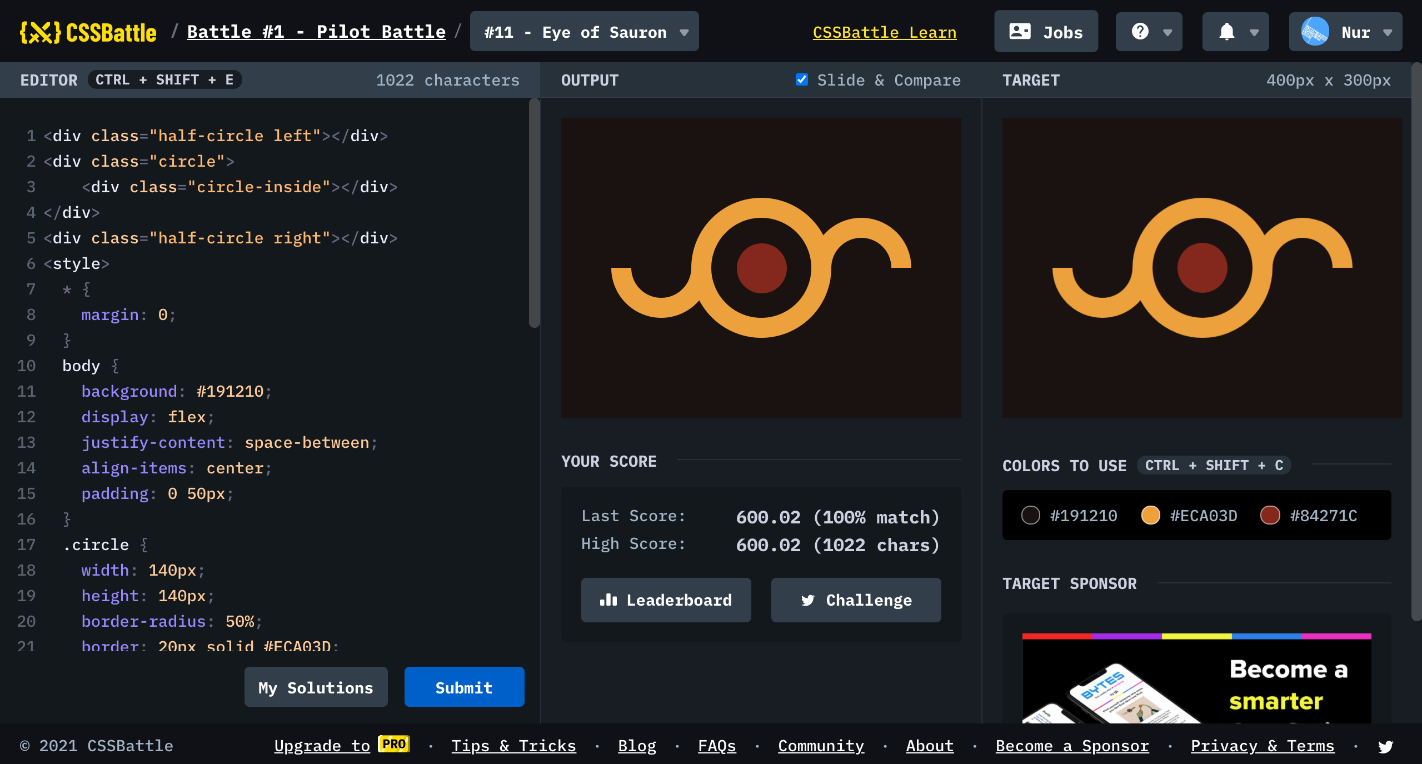 CSSBattle / Battle #1 - Pilot Battle / #11 - Eye of Sauron CSSBattle Learn Jobs Nur
EDITOR CTRL + SHIFT + E 1022 characters
OUTPUT Slide & Compare
TARGET 400px x 300px
1 <div class="half-circle left"></div>
2 <div class="circle">
3 <div class="circle-inside"></div>
4 </div>
5 <div class="half-circle right"></div>
6 <style>
7 * {
8 margin: 0;
9 }
10 body {
11 background: #191210;
12 display: flex;
13 justify-content: space-between;
14 align-items: center;
15 padding: 0 50px;
16 }
17 .circle {
18 width: 140px;
19 height: 140px;
20 border-radius: 50%;
21 border: 20px solid #ECA03D;
My Solutions Submit
YOUR SCORE
Last Score: 600.02 (100% match)
High Score: 600.02 (1022 chars)
Leaderboard Challenge
COLORS TO USE CTRL + SHIFT + C
#191210 #ECA03D #84271C
TARGET SPONSOR
BYTES
Become a
smarter
© 2021 CSSBattle Upgrade to PRO · Tips & Tricks · Blog · FAQs · Community · About · Become a Sponsor · Privacy & Terms ·